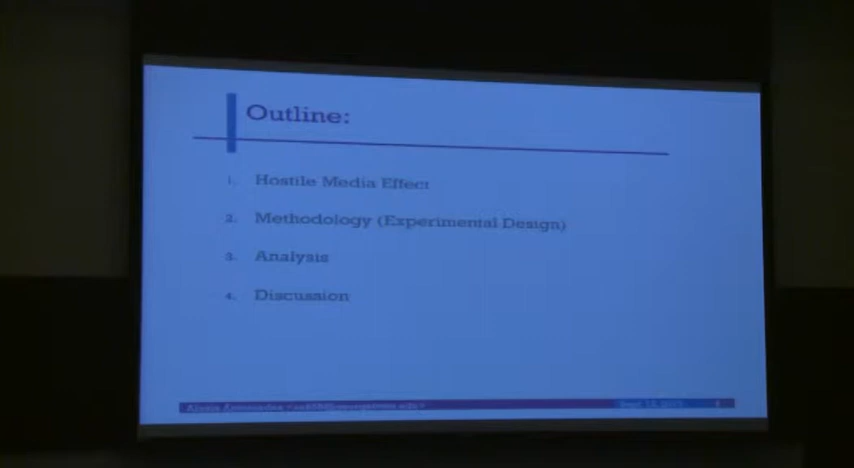 Outline:
1. Hostile Media Effect
2. Methodology (Experimental Design)
3. Analysis
4. Discussion